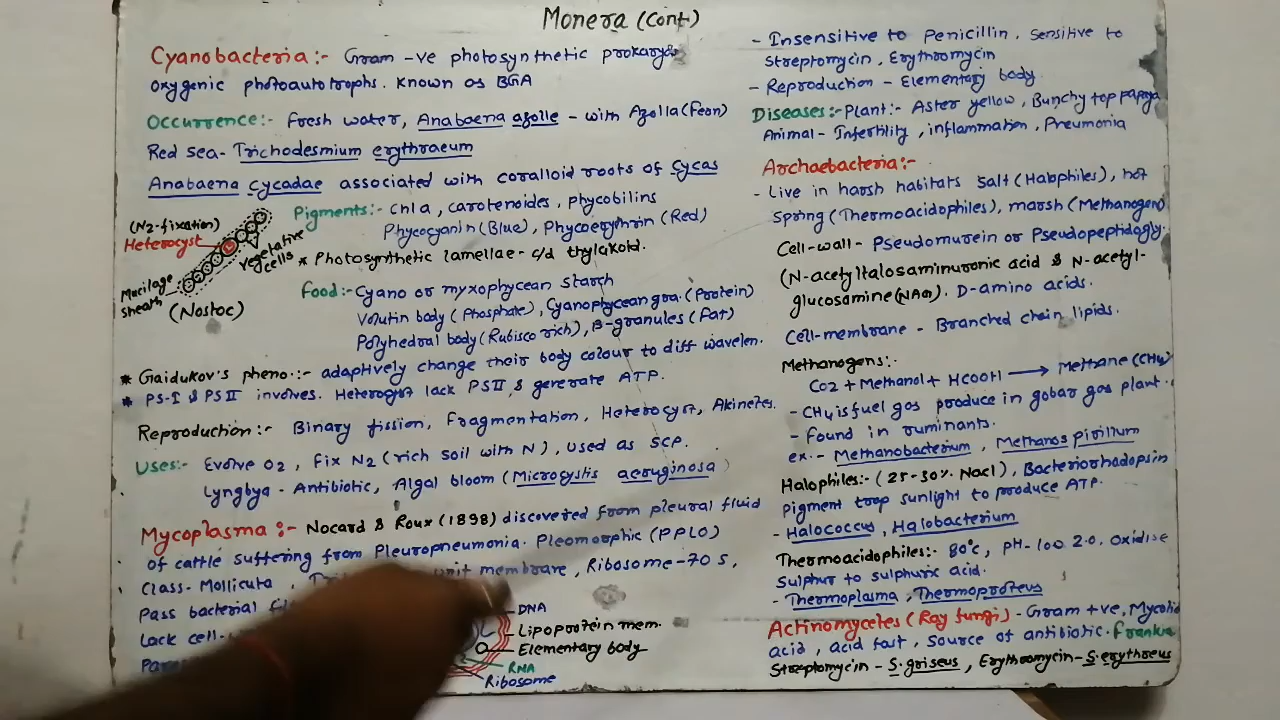 Monera (Cont)
Cyanobacteria:- Gram -ve photosynthetic prokaryo
oxygenic photoautotrophs. Known as BGA
Occurrence:- Fresh water, Anabaena azolle - with Azolla (Feon)
Red sea- Trichodesmium erythraeum
Anabaena cycadae associated with coralloid roots of Cycas
(N2-fixation)
Heterocyst
vegetative
cells
Mucilage
sheath
(Nostoc)
Pigments:- Chl a, carotenoides, phycobilins
Phycocyanin (Blue), Phycoerythrin (Red)
* Photosynthetic lamellae- c/d thylakoid.
Food:- Cyano or myxophycean starch
Volutin body (Phosphate), Cyanophycean gra. (Protein)
Polyhedral body (Rubisco rich), B-granules (Fat)
* Gaidukov's pheno.:- adaptively change their body colour to diff wavelen.
* PS-I & PS II involves. Heterocyst lack PS II, & generate ATP.
Reproduction:- Binary fission, Fragmentation, Heterocyst, Akinetes.
Uses:- Evolve O2, Fix N2 (rich soil with N), used as SCP.
Lyngbya - Antibiotic, Algal bloom (Microcystis aeruginosa)
Mycoplasma:- Nocard & Roux (1898) discovered from pleural fluid
of cattle suffering from Pleuropneumonia. Pleomorphic (PPLO)
Class- Mollicuta, unit membrane, Ribosome-70 S,
Pass bacterial
Lack
DNA
Lipoprotein mem.
Elementary body
RNA
Ribosome
- Insensitive to Penicillin, sensitive to
Streptomycin, Erythromycin
- Reproduction - Elementary body
Diseases:- Plant:- Aster yellow, Bunchy top papaya
Animal- Infertility, inflammation, Pneumonia
Archaebacteria:-
- Live in harsh habitats salt (Halophiles), hot
spring (Thermoacidophiles), marsh (Methanogen)
Cell-wall- Pseudomurein or Pseudopeptidogly.
(N-acetyltalosaminuronic acid & N-acetyl-
glucosamine (NAG). D-amino acids.
Cell-membrane - Branched chain lipids.
Methanogens:-
CO2 + Methanol + HCOOH → Methane (CH4)
- CH4 is fuel gas produce in gobar gas plant.
- Found in ruminants.
ex.- Methanobacterium, Methanospirillum
Halophiles:- (25-30% Nacl), Bacteriorhodopsin
pigment trap sunlight to produce ATP.
- Halococcus, Halobacterium
Thermoacidophiles:- 80°c, pH- 2.0. Oxidise
Sulphur to sulphuric acid.
- Thermoplasma, Thermoproteus
Actinomycetes (Ray fungi) - Gram +ve, Mycolic
acid, acid fast, source of antibiotic. Frankia
Streptomycin - S. griseus, Erythromycin- S. erythreus